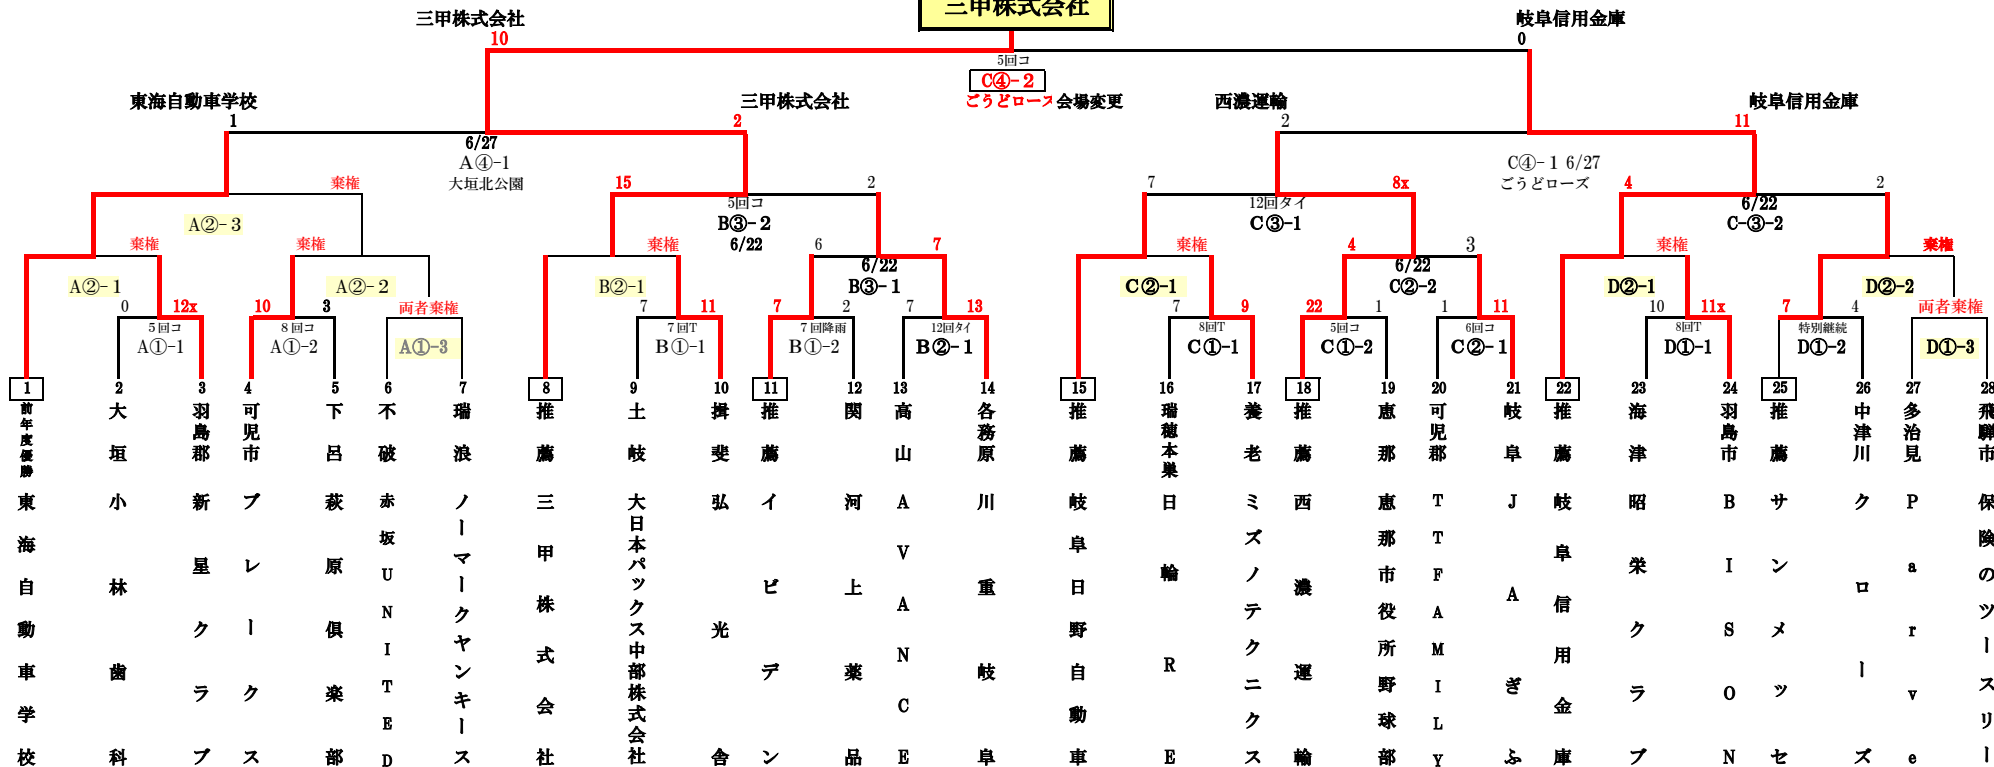 三甲株式会社
三甲株式会社
岐阜信用金庫
10
0
5回コ
C④-2
ごうどローズ 会場変更
東海自動車学校
三甲株式会社
西濃運輸
岐阜信用金庫
1
2
2
11
6/27
A④-1
大垣北公園
C④-1 6/27
ごうどローズ
棄権
15
2
7
8x
4
2
A②-3
5回コ
B③-2
6/22
12回タイ
C③-1
6/22
C-③-2
棄権
棄権
棄権
6
7
棄権
4
3
棄権
棄権
A②-1
A②-2
B②-1
6/22
B③-1
C②-1
6/22
C②-2
D②-1
D②-2
0
12x
10
3
両者棄権
7
11
7
2
7
13
7
9
22
1
1
11
10
11x
7
4
両者棄権
5回コ
A①-1
8回コ
A①-2
A①-3
7回T
B①-1
7回降雨
B①-2
12回タイ
B②-1
8回T
C①-1
5回コ
C①-2
6回コ
C②-1
8回T
D①-1
特別継続
D①-2
D①-3
1
前年度優勝
東海自動車学校
2
大垣
小林歯科
3
羽島郡
新星クラブ
4
可児市
ブレークス
5
下呂
萩原倶楽部
6
不破
赤坂UNITED
7
瑞浪
ノーマークヤンキース
8
推薦
三甲株式会社
9
土岐
大日本パックス中部株式会社
10
揖斐
弘光舎
11
推薦
イビデン
12
関
河上薬品
13
高山
AVANCE
14
各務原
川重岐阜
15
推薦
岐阜日野自動車
16
瑞穂本巣
日輪RE
17
養老
ミズノテクニクス
18
推薦
西濃運輸
19
恵那
恵那市役所野球部
20
可児郡
TTFAMILY
21
岐阜
JAぎふ
22
推薦
岐阜信用金庫
23
海津
昭栄クラブ
24
羽島市
BISON
25
推薦
サンメッセ
26
中津川
クローズ
27
多治見
Parve
28
飛騨市
保険のツースリー